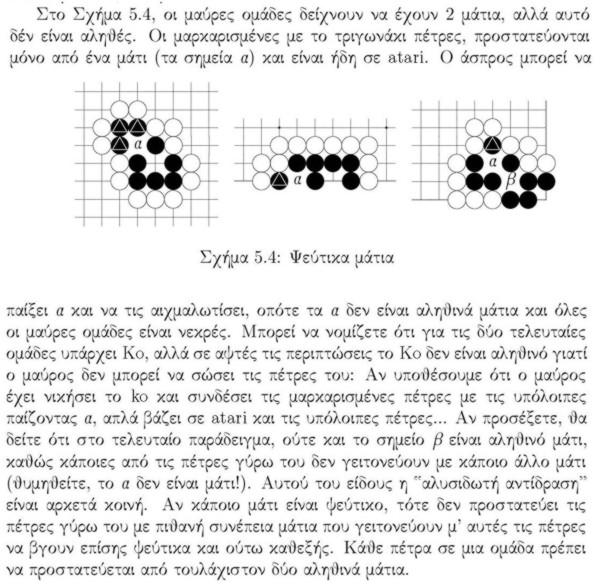 Στο Σχήμα 5.4, οι μαύρες ομάδες δείχνουν να έχουν 2 μάτια, αλλά αυτό
δέν είναι αληθές. Οι μαρκαρισμένες με το τριγωνάκι πέτρες, προστατεύονται
μόνο από ένα μάτι (τα σημεία α) και είναι ήδη σε atari. Ο άσπρος μπορεί να
α
α
α
β
Σχήμα 5.4: Ψεύτικα μάτια
παίξει α και να τις αιχμαλωτίσει, οπότε τα α δεν είναι αληθινά μάτια και όλες
οι μαύρες ομάδες είναι νεκρές. Μπορεί να νομίζετε ότι για τις δύο τελευταίες
ομάδες υπάρχει Ko, αλλά σε αψτές τις περιπτώσεις το Ko δεν είναι αληθινό γιατί
ο μαύρος δεν μπορεί να σώσει τις πέτρες του: Αν υποθέσουμε ότι ο μαύρος
έχει νικήσει το ko και συνδέσει τις μαρκαρισμένες πέτρες με τις υπόλοιπες
παίζοντας α, απλά βάζει σε atari και τις υπόλοιπες πέτρες... Αν προσέξετε, θα
δείτε ότι στο τελευταίο παράδειγμα, ούτε και το σημείο β είναι αληθινό μάτι,
καθώς κάποιες από τις πέτρες γύρω του δεν γειτονεύουν με κάποιο άλλο μάτι
(θυμηθείτε, το α δεν είναι μάτι!). Αυτού του είδους η "αλυσιδωτή αντίδραση"
είναι αρκετά κοινή. Αν κάποιο μάτι είναι ψεύτικο, τότε δεν προστατεύει τις
πέτρες γύρω του με πιθανή συνέπεια μάτια που γειτονεύουν μ' αυτές τις πέτρες
να βγουν επίσης ψεύτικα και ούτω καθεξής. Κάθε πέτρα σε μια ομάδα πρέπει
να προστατεύεται από τουλάχιστον δύο αληθινά μάτια.